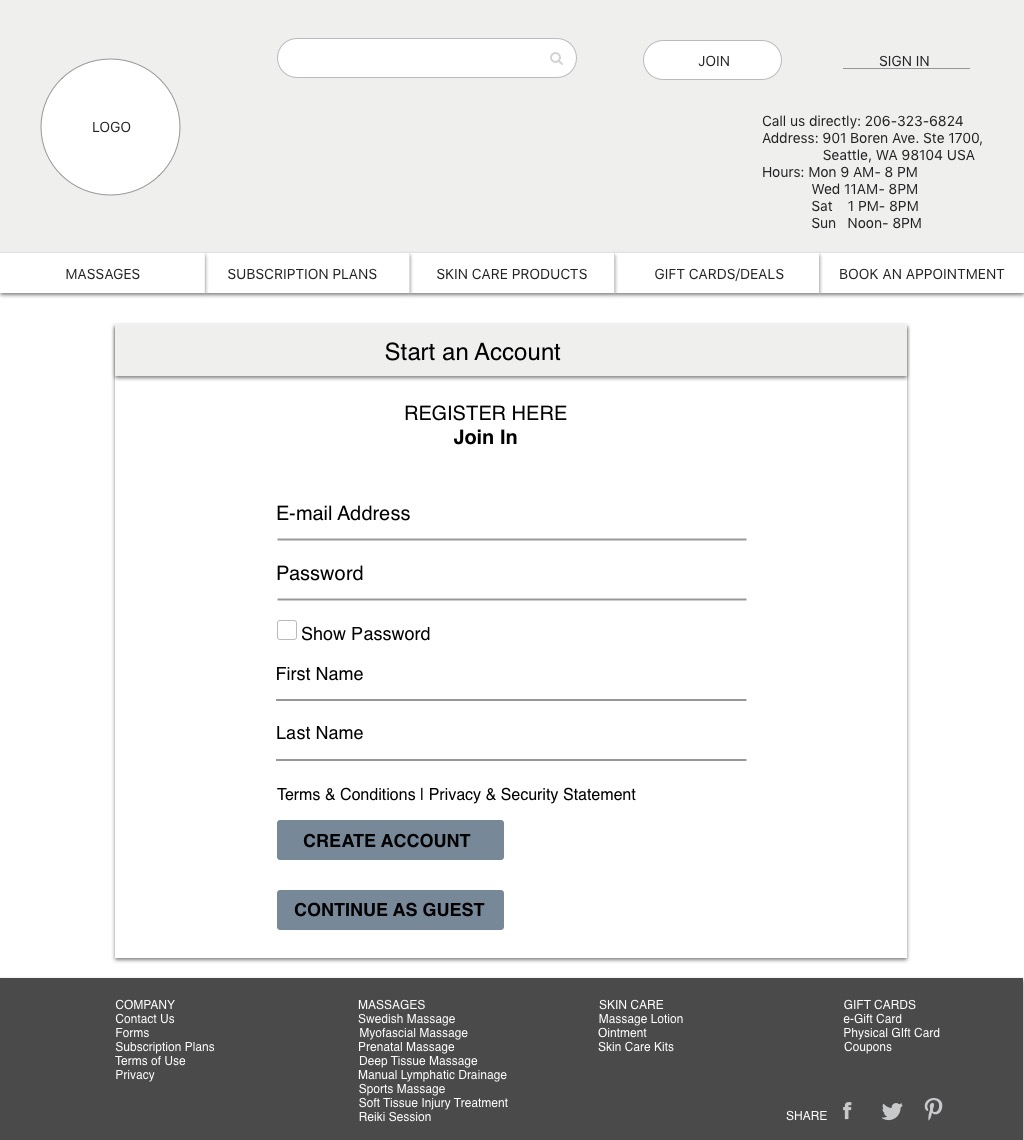 LOGO
JOIN
SIGN IN
Call us directly: 206-323-6824
Address: 901 Boren Ave. Ste 1700,
Seattle, WA 98104 USA
Hours: Mon 9 AM- 8 PM
Wed 11AM- 8PM
Sat 1 PM- 8PM
Sun Noon- 8PM
MASSAGES
SUBSCRIPTION PLANS
SKIN CARE PRODUCTS
GIFT CARDS/DEALS
BOOK AN APPOINTMENT
Start an Account
REGISTER HERE
Join In
E-mail Address
Password
Show Password
First Name
Last Name
Terms & Conditions | Privacy & Security Statement
CREATE ACCOUNT
CONTINUE AS GUEST
COMPANY
Contact Us
Forms
Subscription Plans
Terms of Use
Privacy
MASSAGES
Swedish Massage
Myofascial Massage
Prenatal Massage
Deep Tissue Massage
Manual Lymphatic Drainage
Sports Massage
Soft Tissue Injury Treatment
Reiki Session
SKIN CARE
Massage Lotion
Ointment
Skin Care Kits
GIFT CARDS
e-Gift Card
Physical GIft Card
Coupons
SHARE